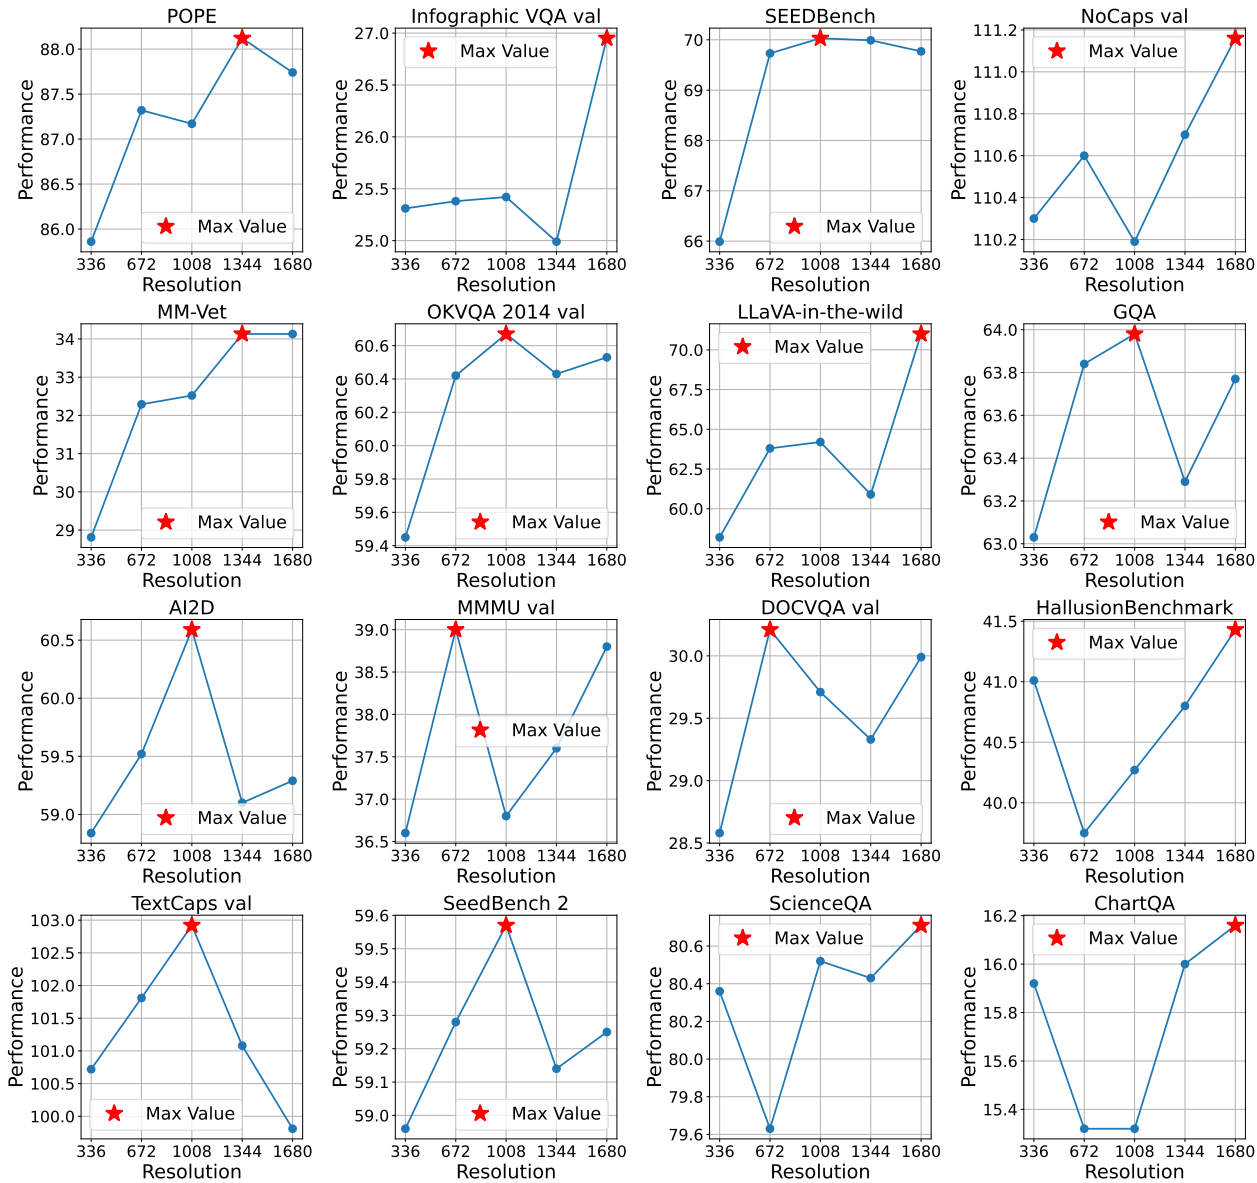 POPE
Performance
88.0
87.5
87.0
86.5
86.0
Max Value
336 672 1008 1344 1680
Resolution
Infographic VQA val
Performance
27.0
26.5
26.0
25.5
25.0
Max Value
336 672 1008 1344 1680
Resolution
SEEDBench
Performance
70
69
68
67
66
Max Value
336 672 1008 1344 1680
Resolution
NoCaps val
Performance
111.2
111.0
110.8
110.6
110.4
110.2
Max Value
336 672 1008 1344 1680
Resolution
MM-Vet
Performance
34
33
32
31
30
29
Max Value
336 672 1008 1344 1680
Resolution
OKVQA 2014 val
Performance
60.6
60.4
60.2
60.0
59.8
59.6
59.4
Max Value
336 672 1008 1344 1680
Resolution
LLaVA-in-the-wild
Performance
70.0
67.5
65.0
62.5
60.0
Max Value
336 672 1008 1344 1680
Resolution
GQA
Performance
64.0
63.8
63.6
63.4
63.2
63.0
Max Value
336 672 1008 1344 1680
Resolution
AI2D
Performance
60.5
60.0
59.5
59.0
Max Value
336 672 1008 1344 1680
Resolution
MMMU val
Performance
39.0
38.5
38.0
37.5
37.0
36.5
Max Value
336 672 1008 1344 1680
Resolution
DOCVQA val
Performance
30.0
29.5
29.0
28.5
Max Value
336 672 1008 1344 1680
Resolution
HallusionBenchmark
Performance
41.5
41.0
40.5
40.0
Max Value
336 672 1008 1344 1680
Resolution
TextCaps val
Performance
103.0
102.5
102.0
101.5
101.0
100.5
100.0
Max Value
336 672 1008 1344 1680
Resolution
SeedBench 2
Performance
59.6
59.5
59.4
59.3
59.2
59.1
59.0
Max Value
336 672 1008 1344 1680
Resolution
ScienceQA
Performance
80.6
80.4
80.2
80.0
79.8
79.6
Max Value
336 672 1008 1344 1680
Resolution
ChartQA
Performance
16.2
16.0
15.8
15.6
15.4
Max Value
336 672 1008 1344 1680
Resolution